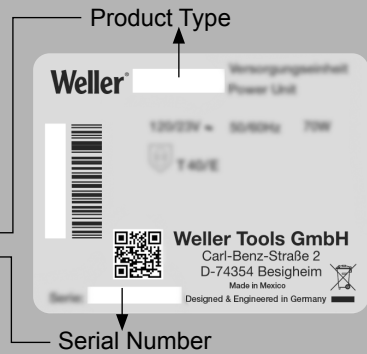 Product Type
Weller®
Versorgungseinheit
Power Unit
120/23V 50/60Hz 70W
T40/E
Weller Tools GmbH
Carl-Benz-Straße 2
D-74354 Besigheim
Made in Mexico
Designed & Engineered in Germany
Serie:
Serial Number